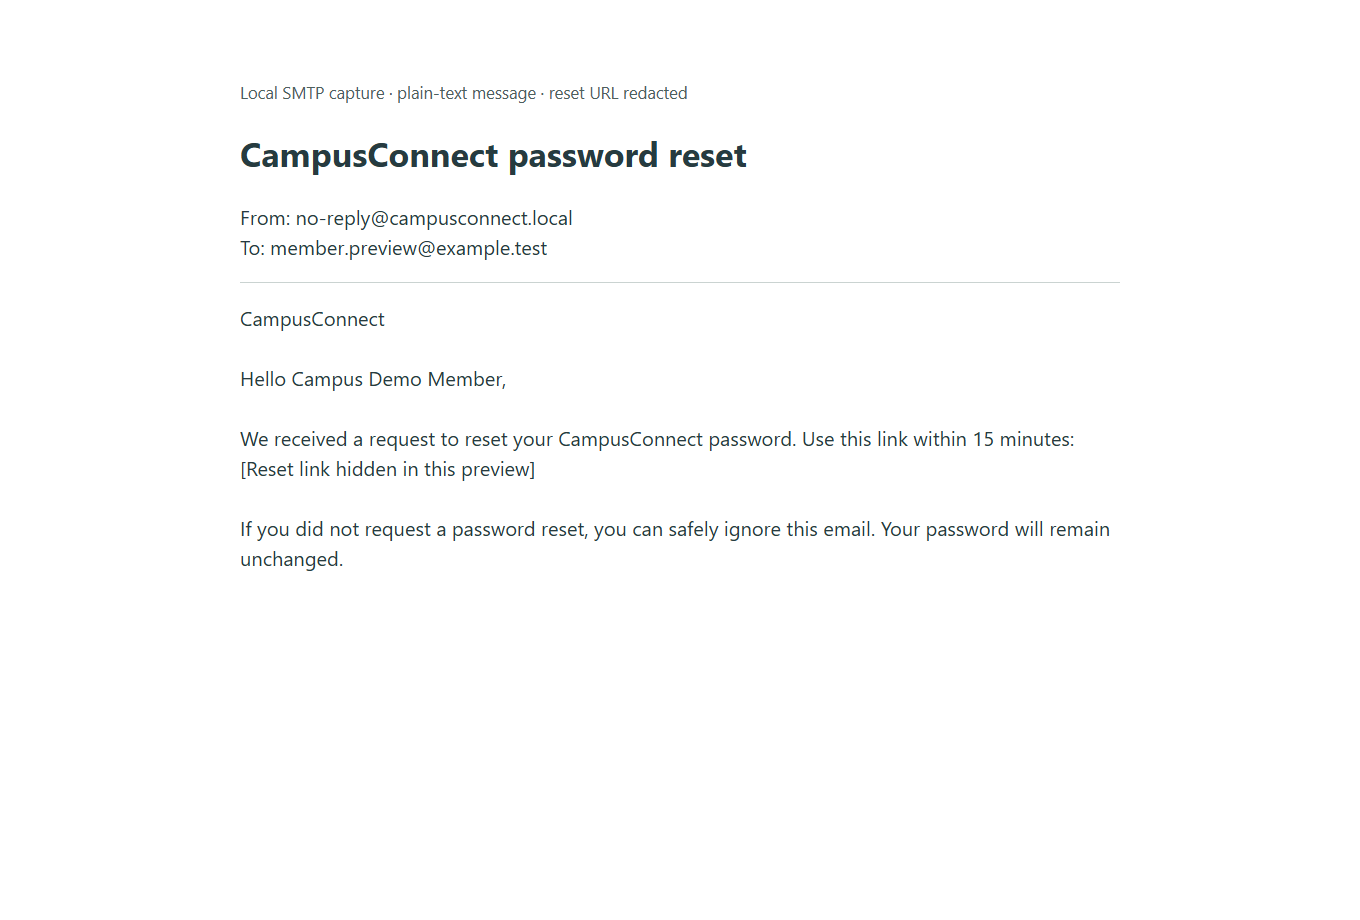 Local SMTP capture · plain-text message · reset URL redacted
CampusConnect password reset
From: no-reply@campusconnect.local
To: member.preview@example.test
CampusConnect
Hello Campus Demo Member,
We received a request to reset your CampusConnect password. Use this link within 15 minutes:
[Reset link hidden in this preview]
If you did not request a password reset, you can safely ignore this email. Your password will remain
unchanged.